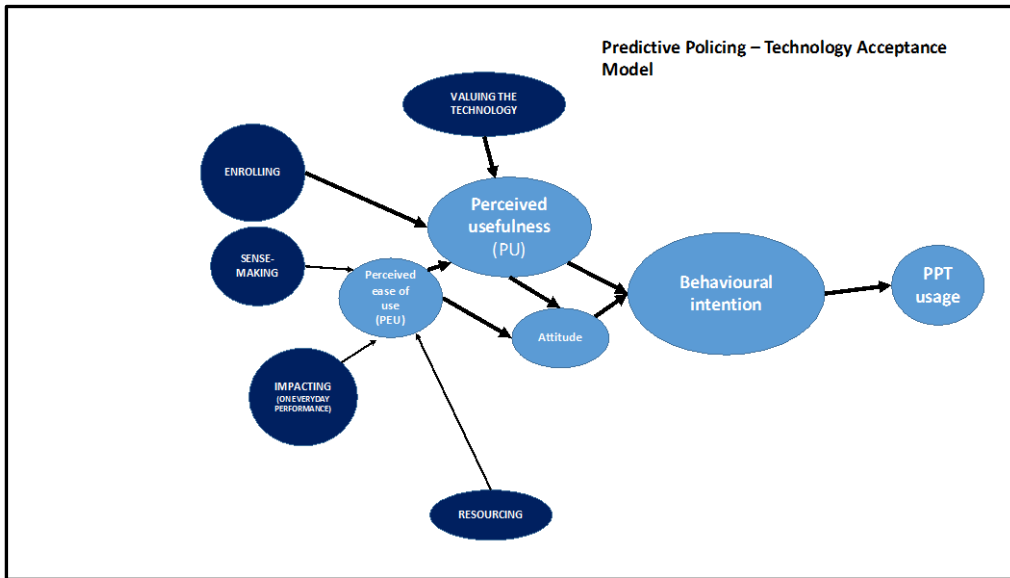 Predictive Policing – Technology Acceptance
Model
VALUING THE
TECHNOLOGY
ENROLLING
Perceived
usefulness
(PU)
SENSE-
MAKING
Perceived
ease of
use
(PEU)
Behavioural
intention
PPT
usage
Attitude
IMPACTING
(ON EVERYDAY
PERFORMANCE)
RESOURCING